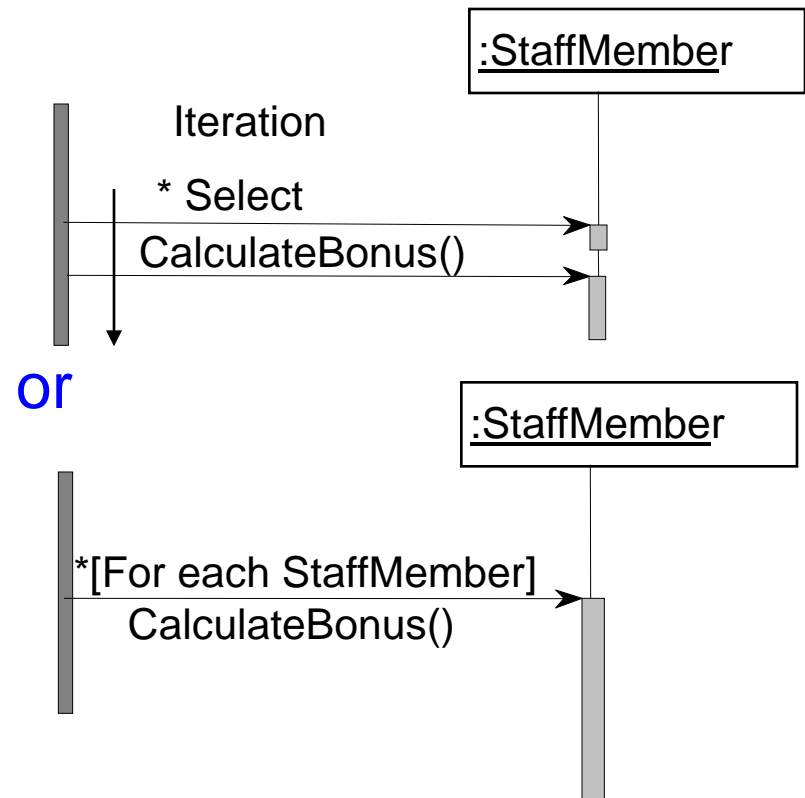 :StaffMember
Iteration
* Select
CalculateBonus()
or
:StaffMember
*[For each StaffMember]
CalculateBonus()